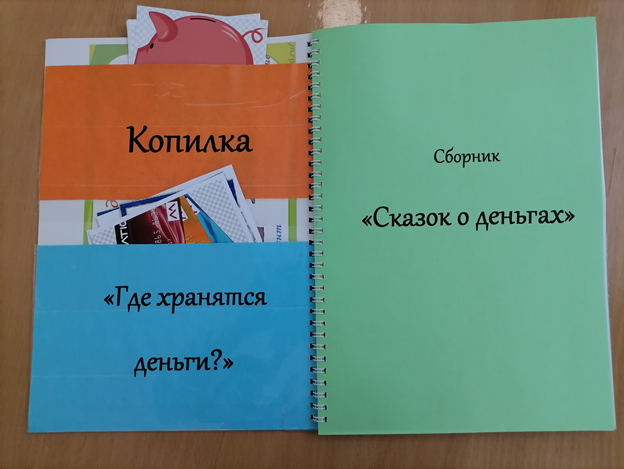 Копилка
«Где хранятся
деньги?»
Сборник
«Сказок о деньгах»